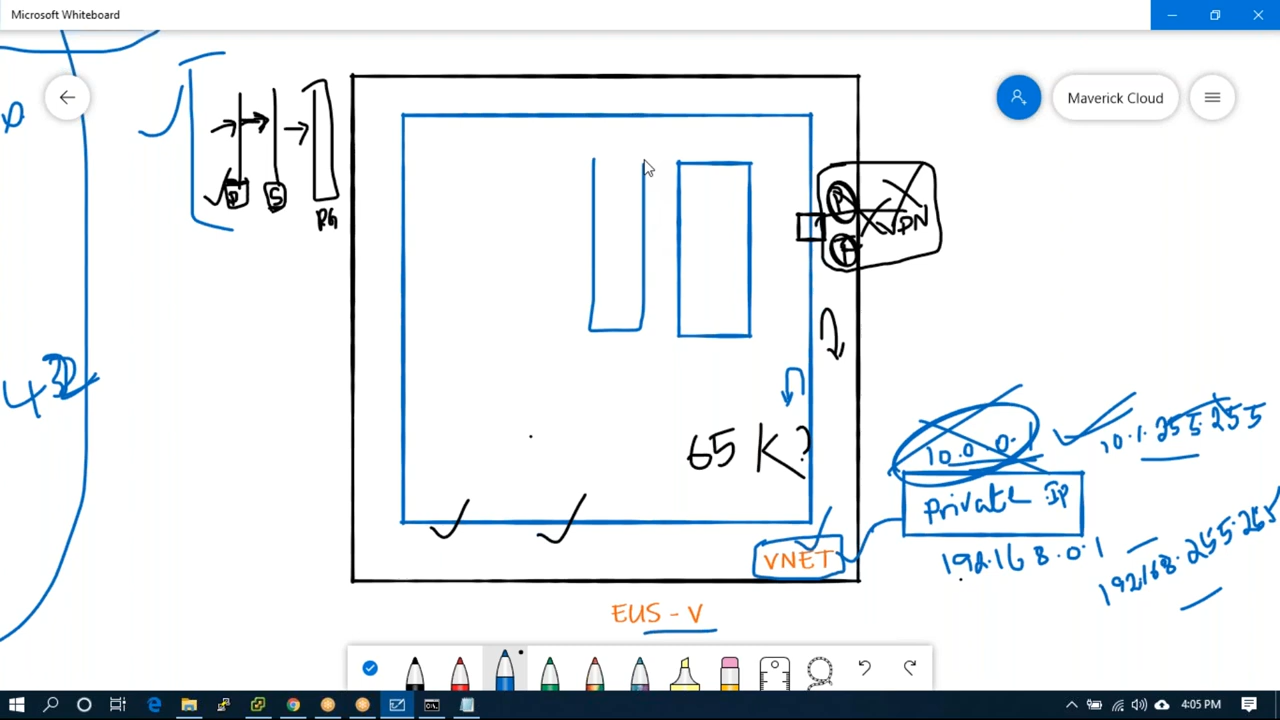 Microsoft Whiteboard
Maverick Cloud
P
S
RG
P
VPN
65 K?
10.0.0.1
10.1.255.255
Private Ip
192.168.0.1
192.168.255.255
VNET
EUS - V
4:05 PM